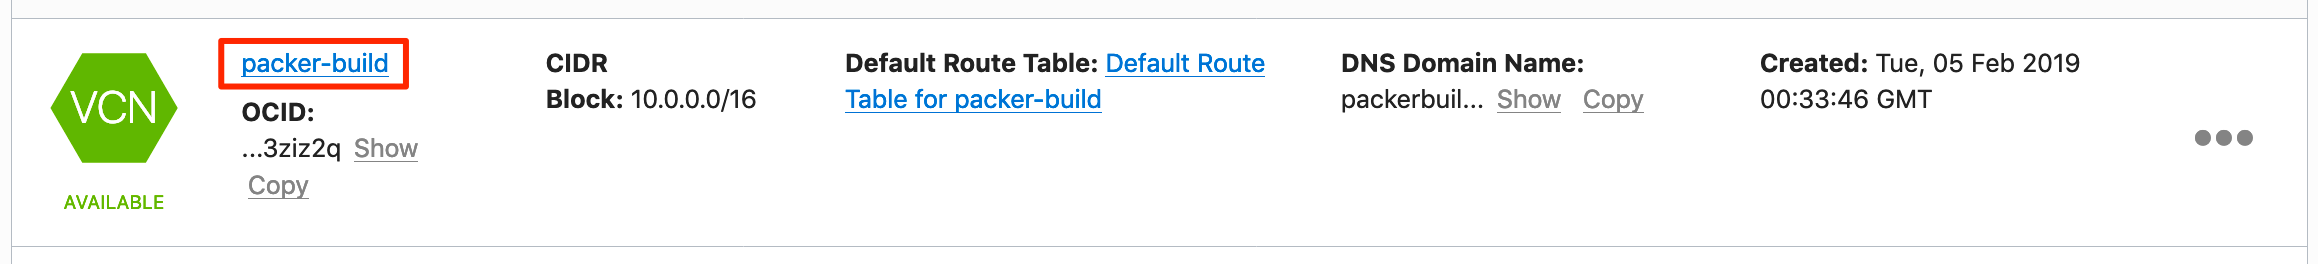 VCN
AVAILABLE
packer-build
OCID:
...3ziz2q Show
Copy
CIDR
Block: 10.0.0.0/16
Default Route Table: Default Route
Table for packer-build
DNS Domain Name:
packerbuil... Show Copy
Created: Tue, 05 Feb 2019
00:33:46 GMT